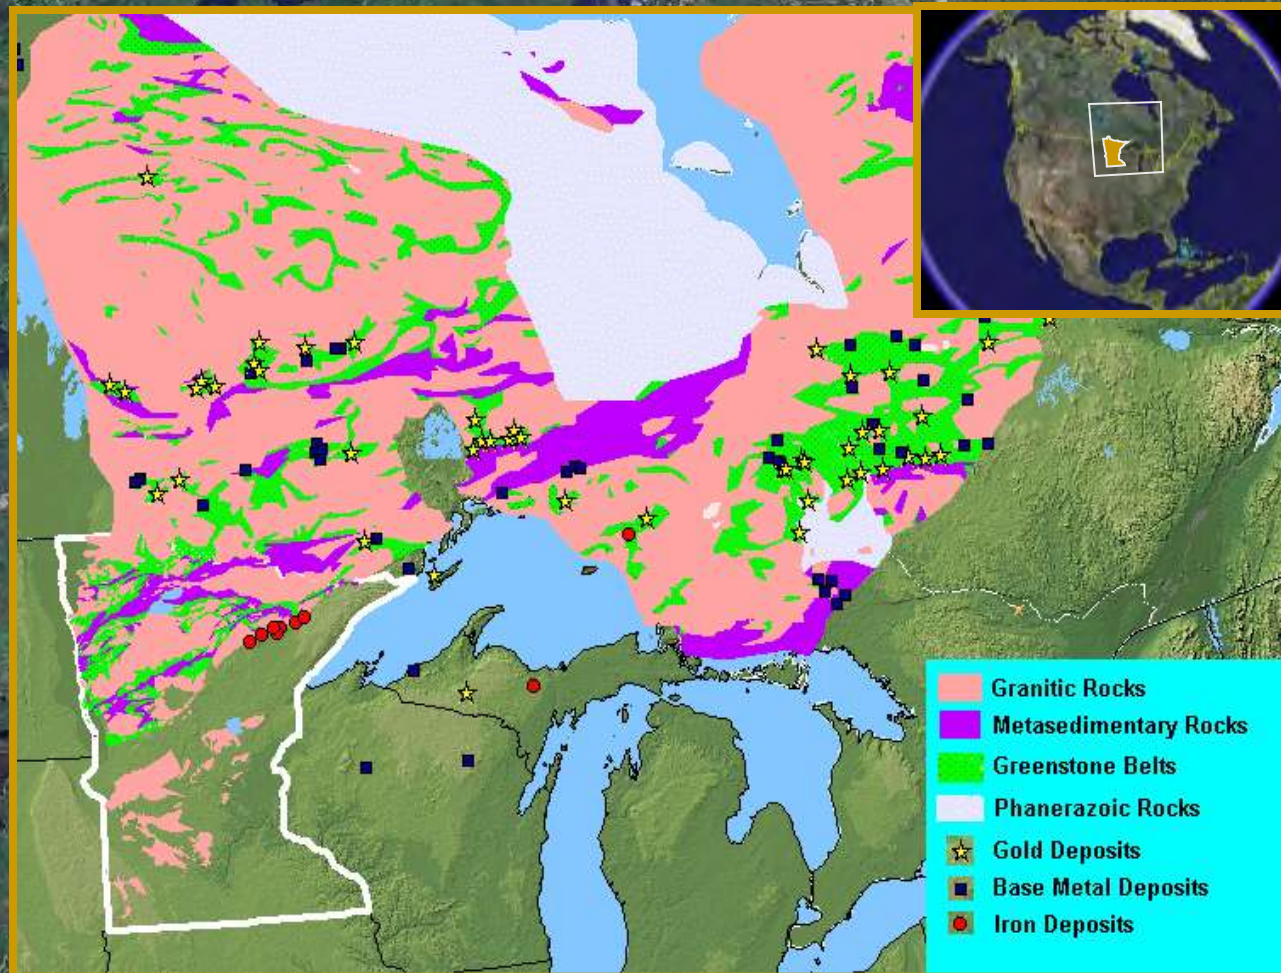 Granitic Rocks
Metasedimentary Rocks
Greenstone Belts
Phanerazoic Rocks
Gold Deposits
Base Metal Deposits
Iron Deposits